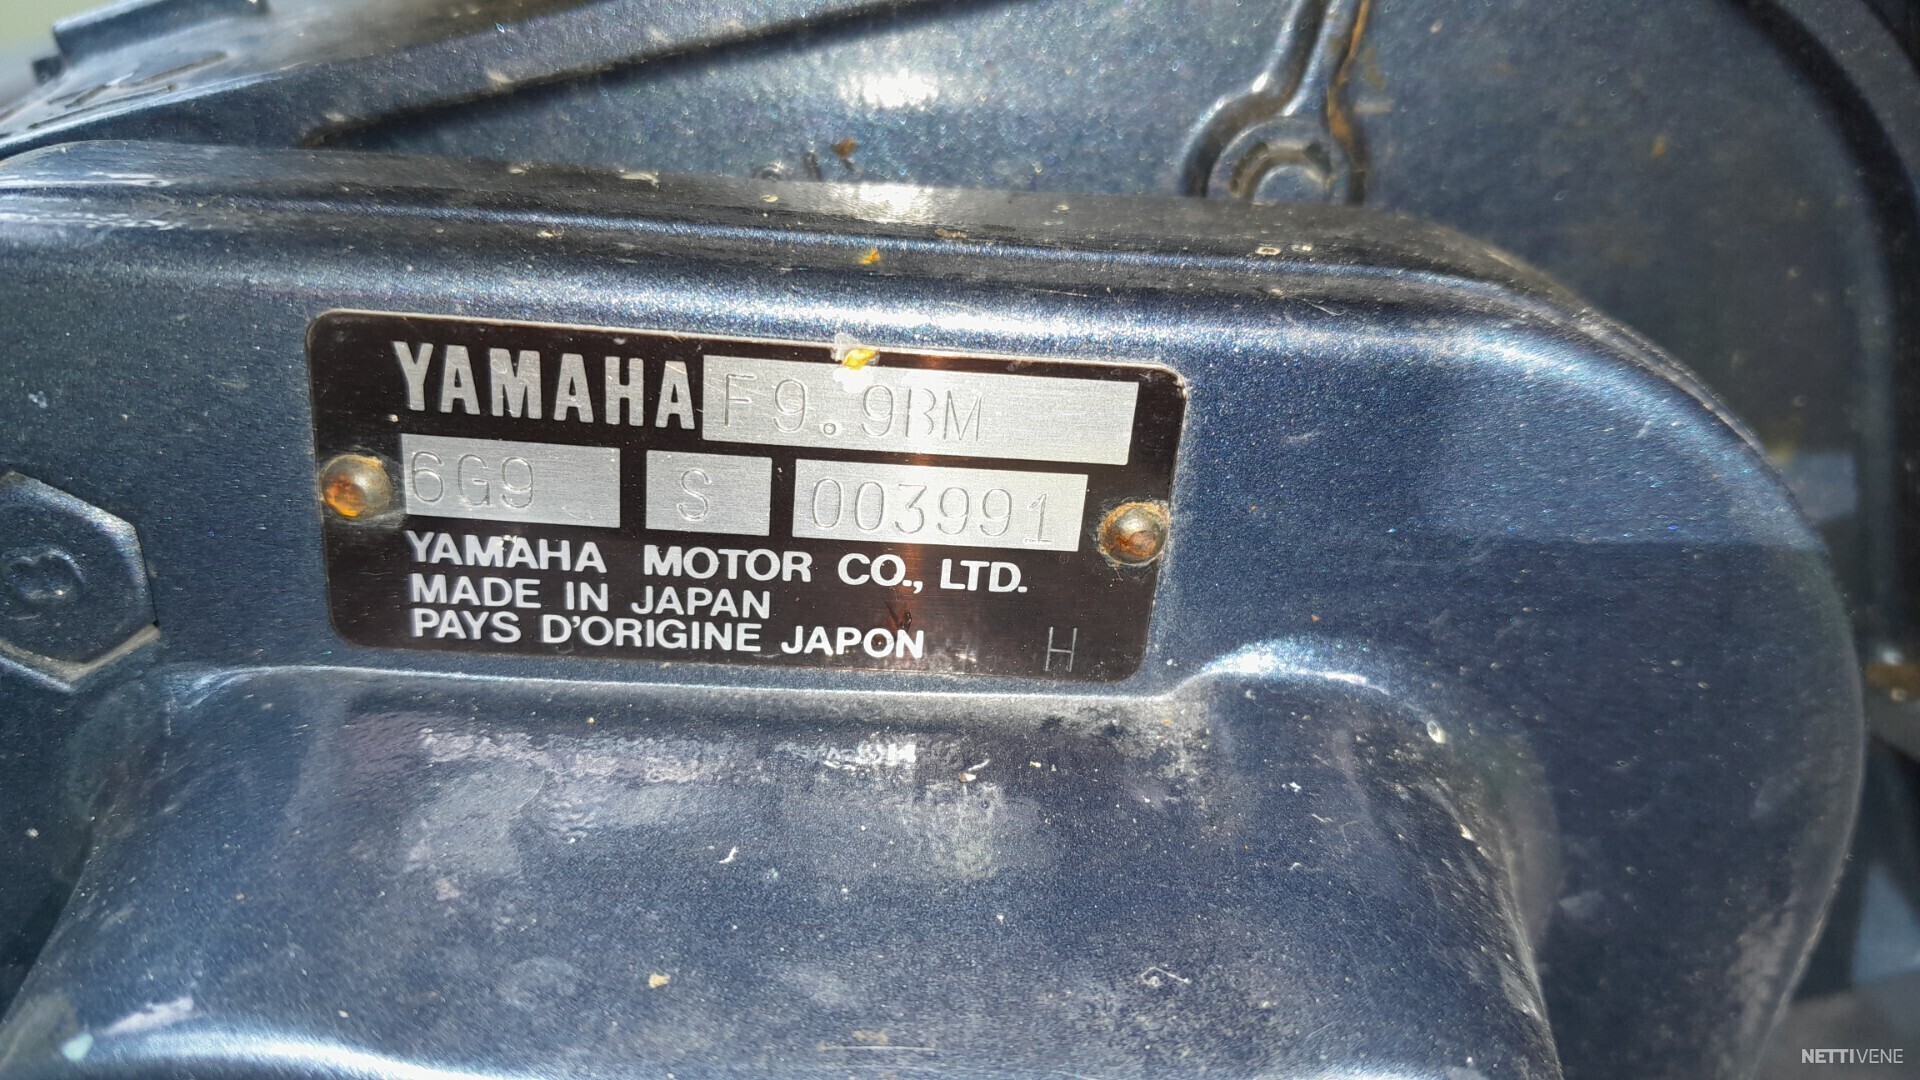 YAMAHA F9.9BM
6G9 S 003991
YAMAHA MOTOR CO., LTD.
MADE IN JAPAN
PAYS D'ORIGINE JAPON H
NETTIVENE